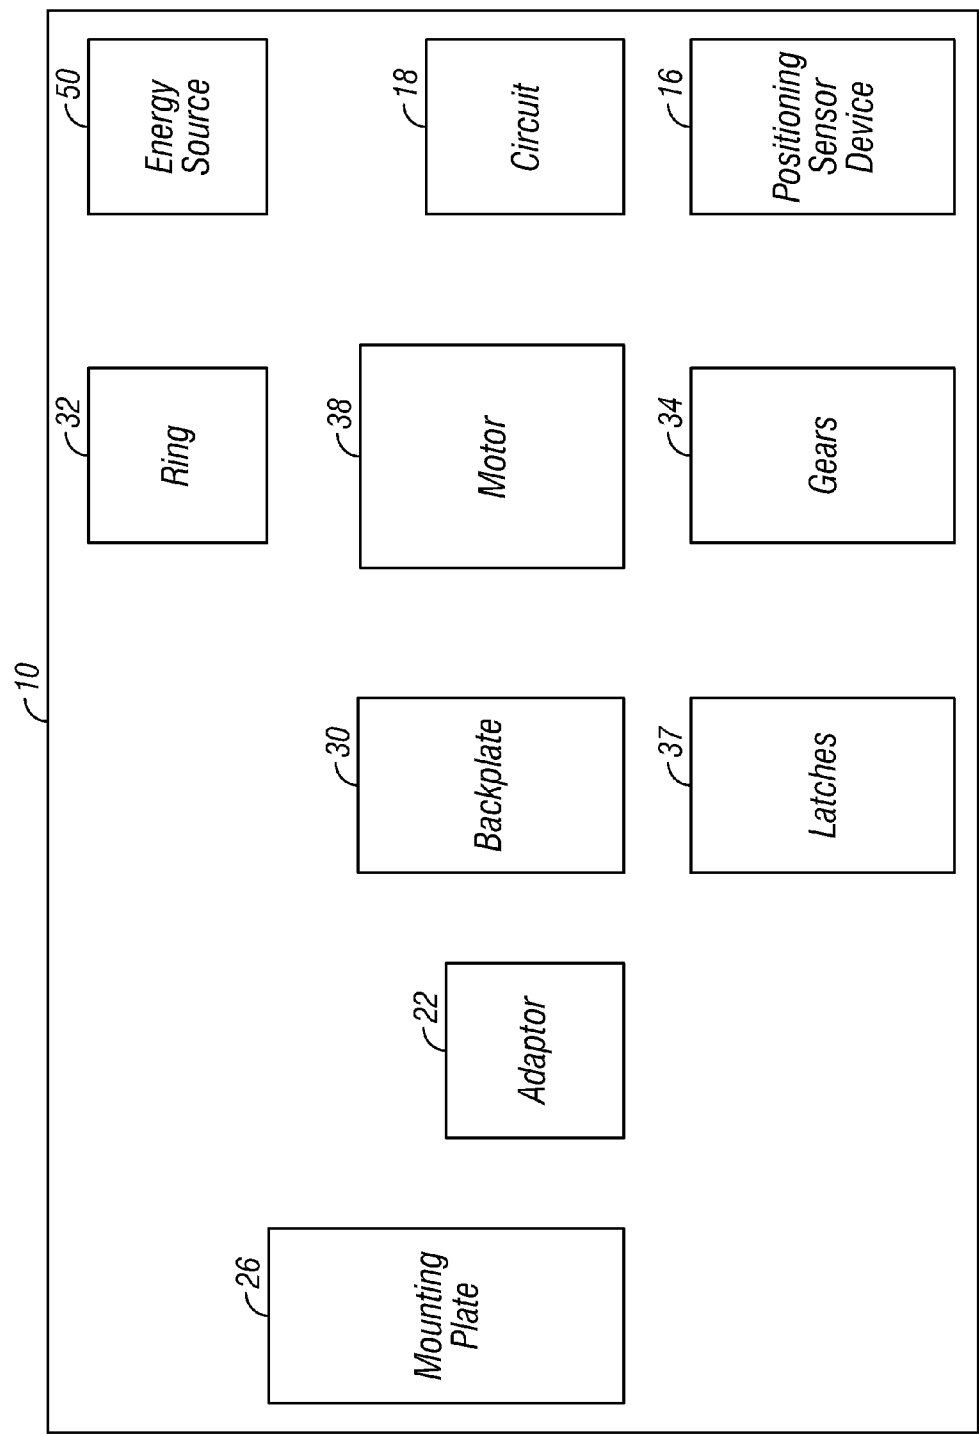 10
26
Mounting
Plate
22
Adaptor
30
Backplate
37
Latches
32
Ring
38
Motor
34
Gears
50
Energy
Source
18
Circuit
16
Positioning
Sensor
Device